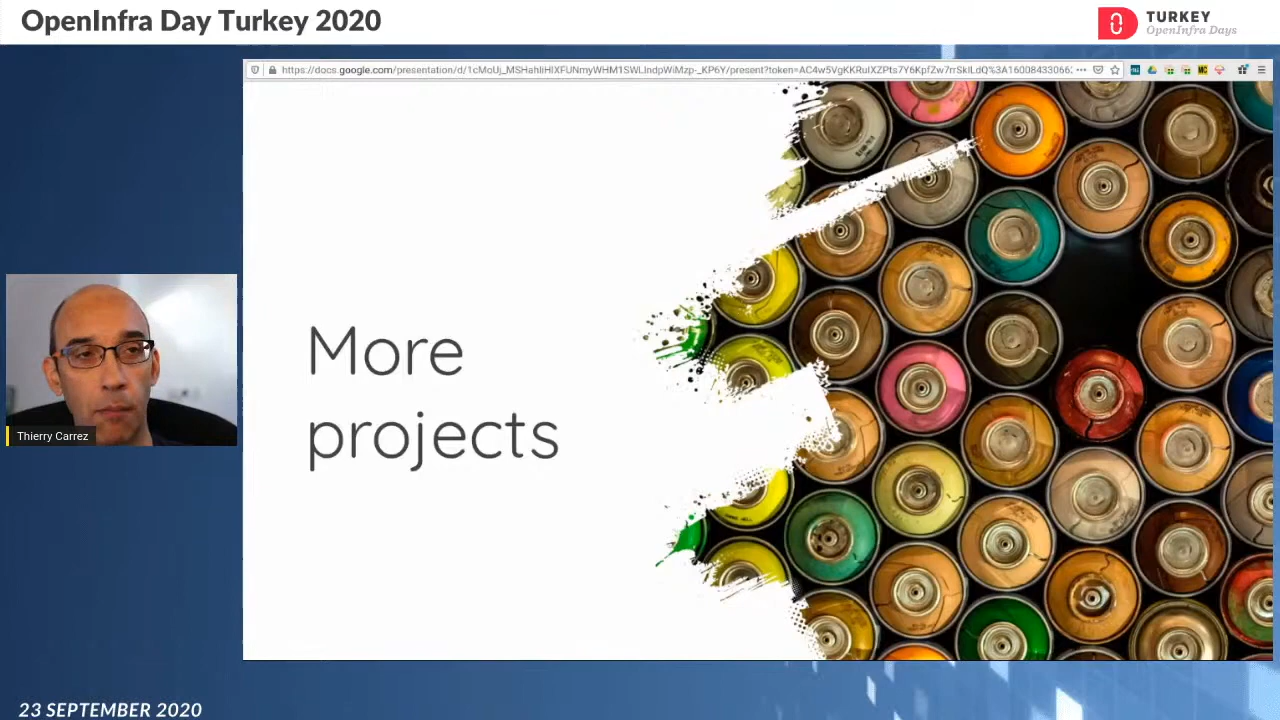 OpenInfra Day Turkey 2020
TURKEY
OpenInfra Days
More
projects
Thierry Carrez
23 SEPTEMBER 2020